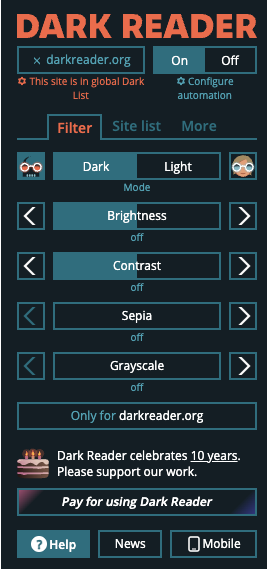 DARK READER
× darkreader.org
On Off
This site is in global Dark
List
Configure
automation
Filter Site list More
Dark Light
Mode
Brightness
off
Contrast
off
Sepia
off
Grayscale
off
Only for darkreader.org
Dark Reader celebrates 10 years.
Please support our work.
Pay for using Dark Reader
? Help News Mobile